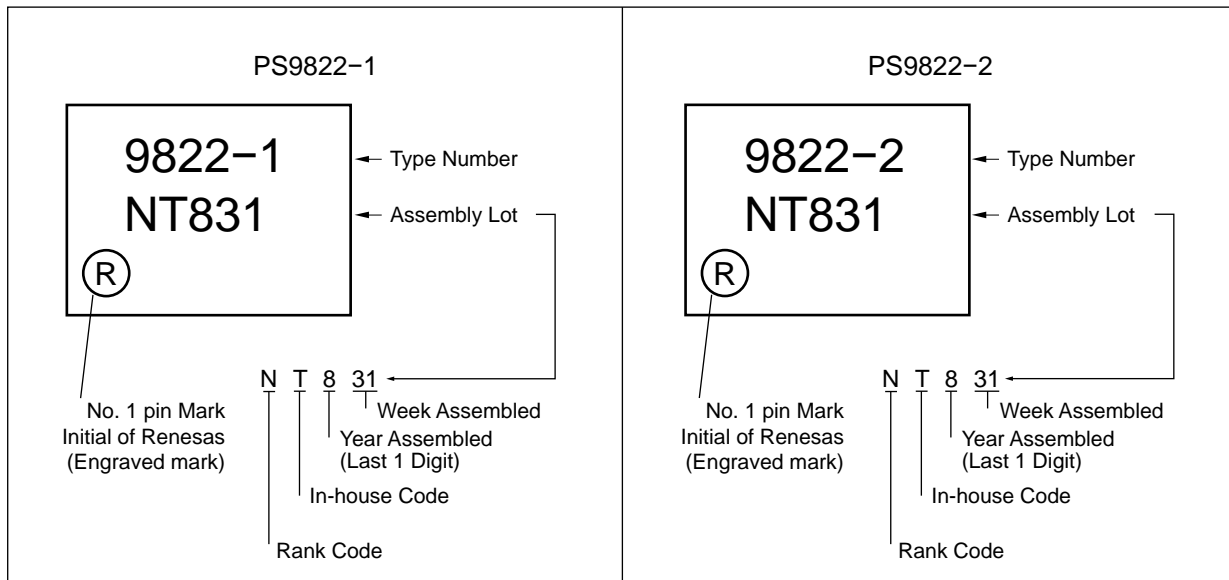 PS9822−1
9822−1
Type Number
NT831
Assembly Lot
R
N T 8 31
No. 1 pin Mark
Initial of Renesas
(Engraved mark)
Week Assembled
Year Assembled
(Last 1 Digit)
In-house Code
Rank Code
PS9822−2
9822−2
Type Number
NT831
Assembly Lot
R
N T 8 31
No. 1 pin Mark
Initial of Renesas
(Engraved mark)
Week Assembled
Year Assembled
(Last 1 Digit)
In-house Code
Rank Code